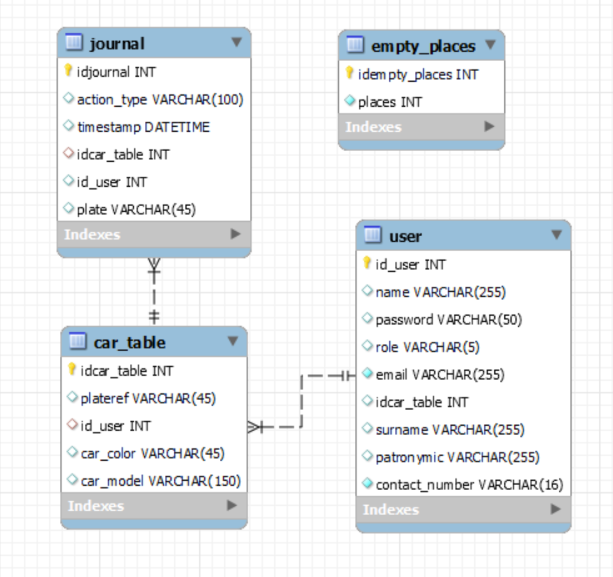 journal
idjournal INT
action_type VARCHAR(100)
timestamp DATETIME
idcar_table INT
id_user INT
plate VARCHAR(45)
Indexes
empty_places
idempty_places INT
places INT
Indexes
car_table
idcar_table INT
plateref VARCHAR(45)
id_user INT
car_color VARCHAR(45)
car_model VARCHAR(150)
Indexes
user
id_user INT
name VARCHAR(255)
password VARCHAR(50)
role VARCHAR(5)
email VARCHAR(255)
idcar_table INT
surname VARCHAR(255)
patronymic VARCHAR(255)
contact_number VARCHAR(16)
Indexes